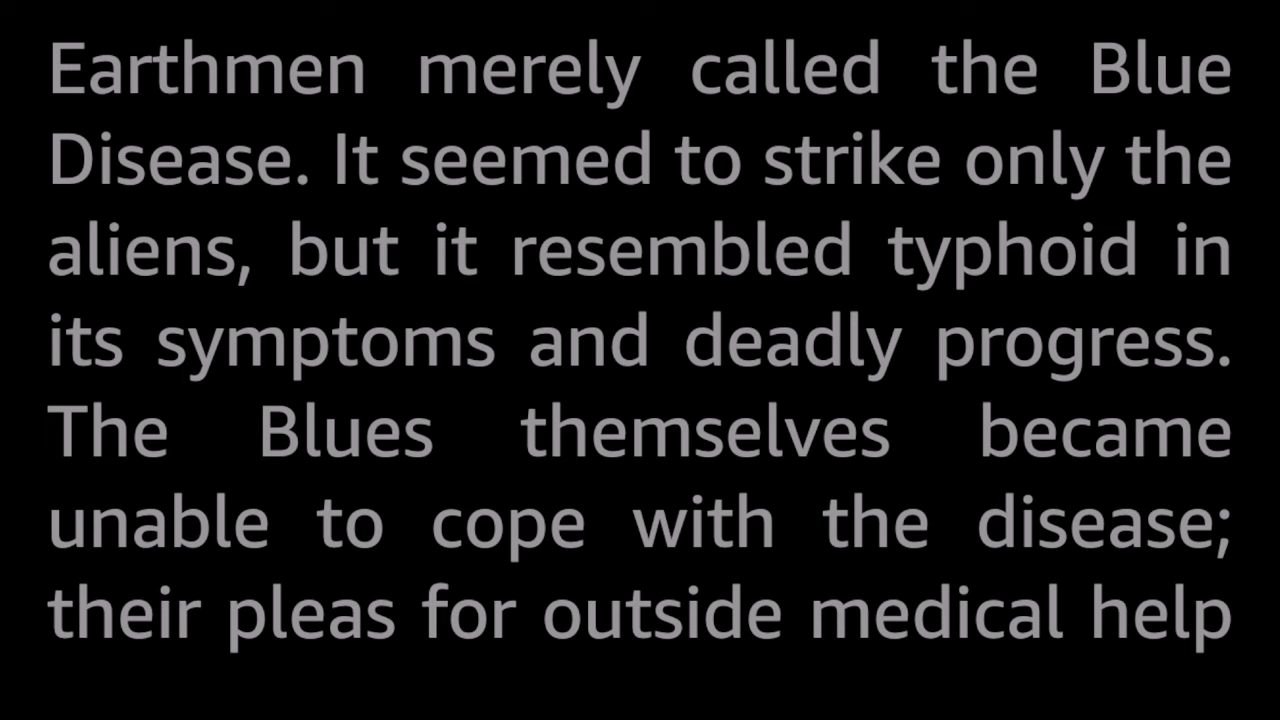 Earthmen merely called the Blue
Disease. It seemed to strike only the
aliens, but it resembled typhoid in
its symptoms and deadly progress.
The Blues themselves became
unable to cope with the disease;
their pleas for outside medical help